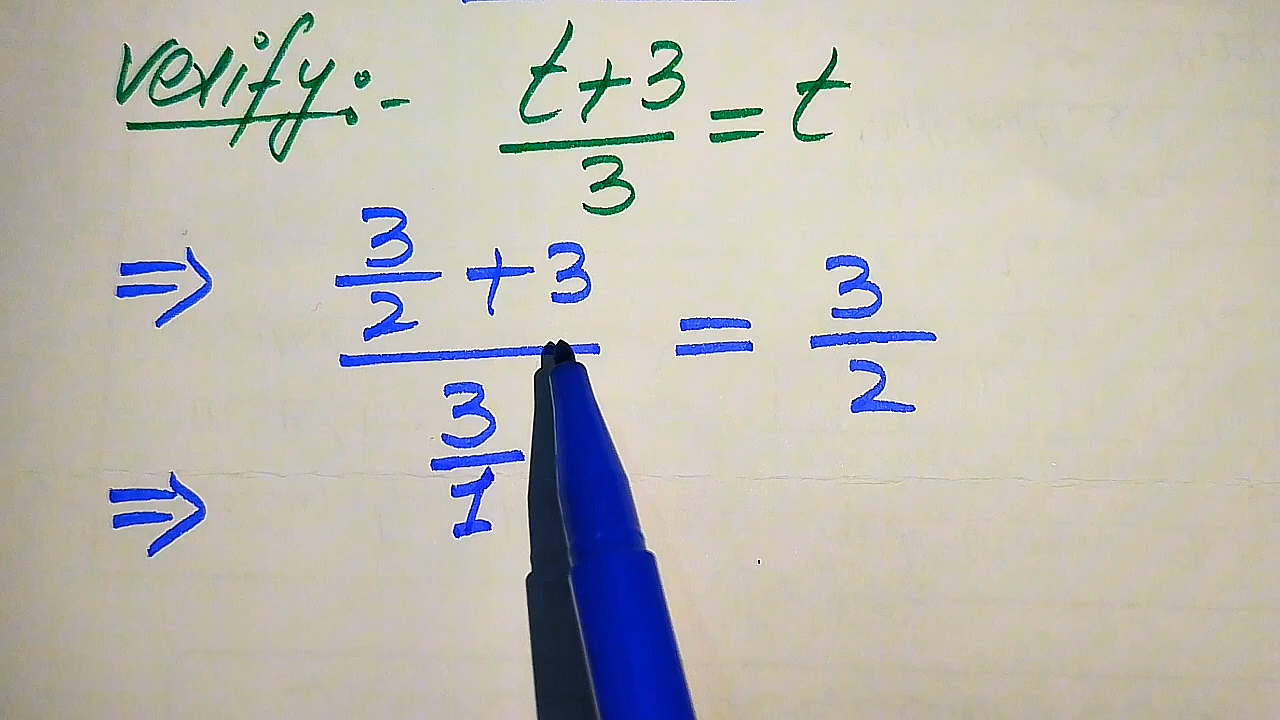 verify:- t+3/3 = t
⇒ 3/2 + 3 / 3/1 = 3/2
⇒